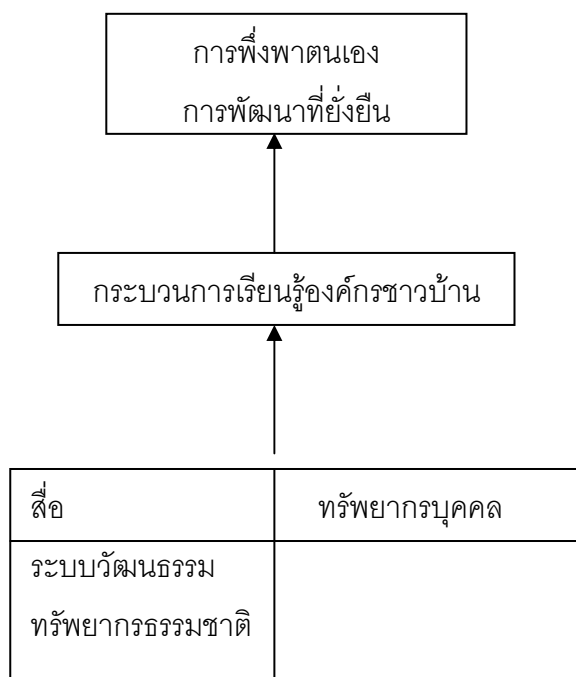 การพึ่งพาตนเอง
การพัฒนาที่ยั่งยืน
กระบวนการเรียนรู้องค์กรชาวบ้าน
สื่อ
ทรัพยากรบุคคล
ระบบวัฒนธรรม
ทรัพยากรธรรมชาติ